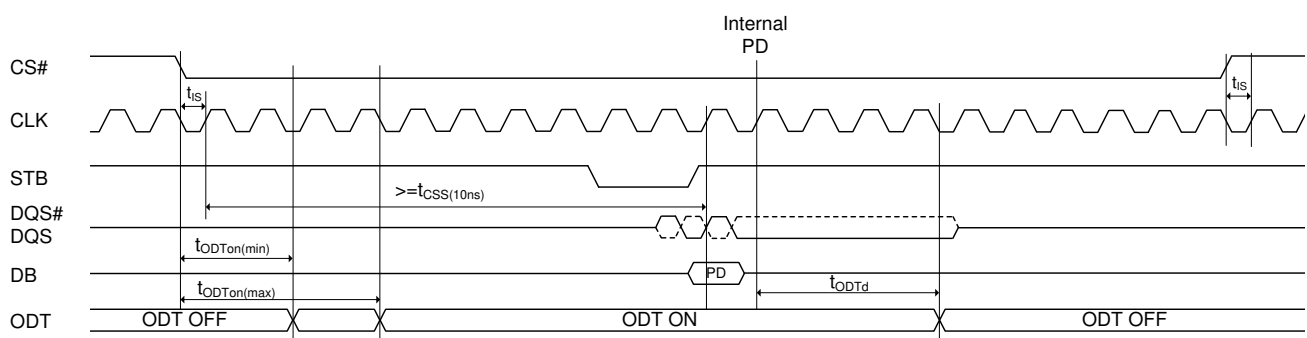 Internal
PD
CS#
tIS
tIS
CLK
STB
>=tCSS(10ns)
DQS#
DQS
tODTon(min)
DB
PD
tODTd
tODTon(max)
ODT
ODT OFF
ODT ON
ODT OFF